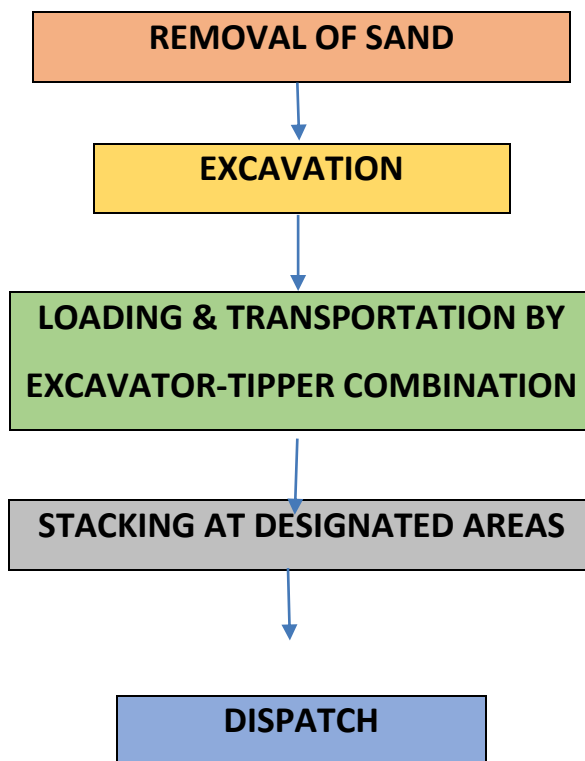 REMOVAL OF SAND
EXCAVATION
LOADING & TRANSPORTATION BY
EXCAVATOR-TIPPER COMBINATION
STACKING AT DESIGNATED AREAS
DISPATCH